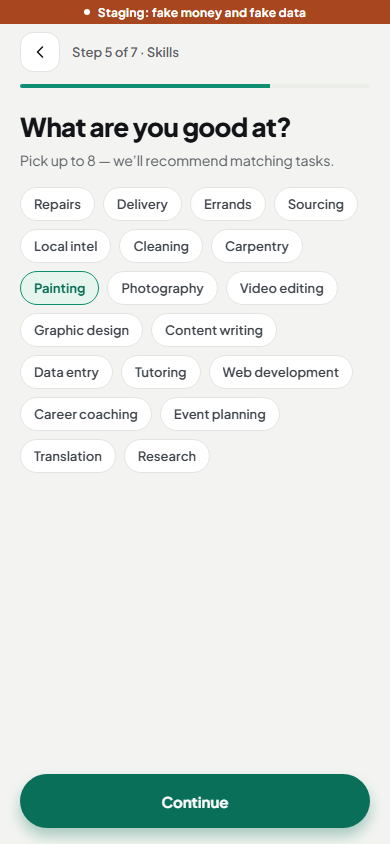 Staging: fake money and fake data
Step 5 of 7 · Skills
What are you good at?
Pick up to 8 — we'll recommend matching tasks.
Repairs Delivery Errands Sourcing
Local intel Cleaning Carpentry
Painting Photography Video editing
Graphic design Content writing
Data entry Tutoring Web development
Career coaching Event planning
Translation Research
Continue